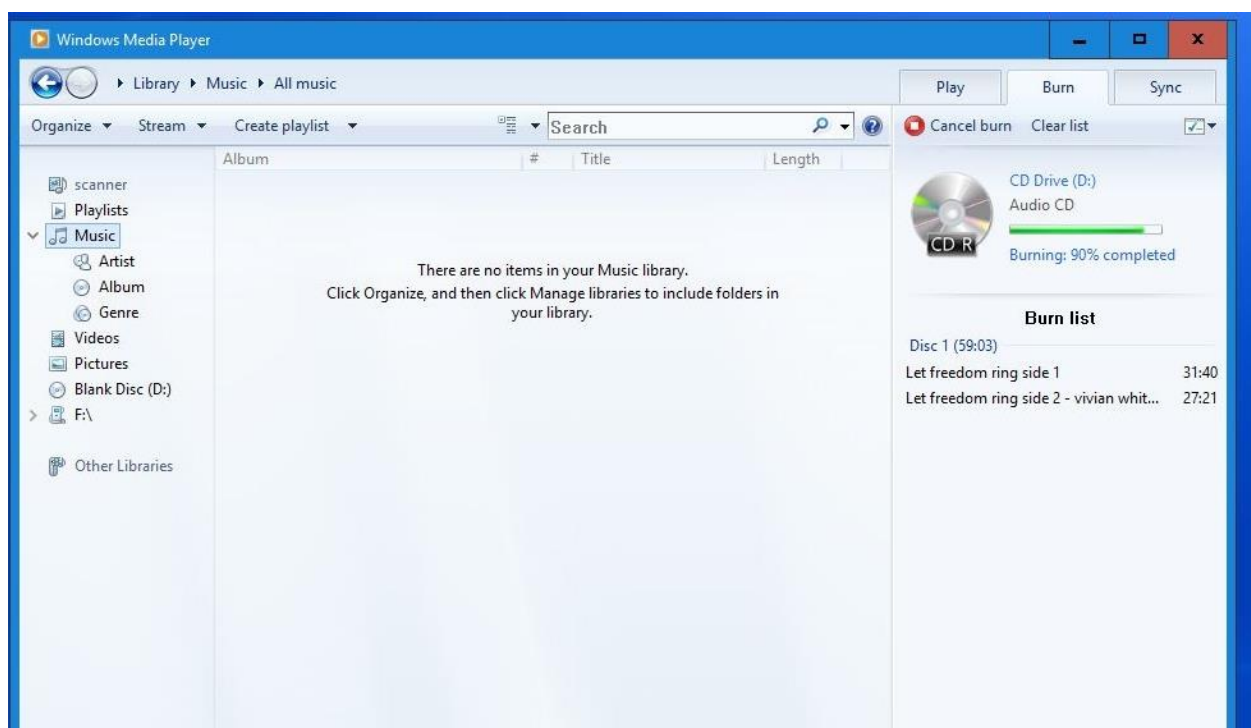 Windows Media Player
Library Music All music
Play Burn Sync
Organize Stream Create playlist Search
Cancel burn Clear list
Album # Title Length
scanner
Playlists
Music
Artist
Album
Genre
Videos
Pictures
Blank Disc (D:)
F:\
Other Libraries
There are no items in your Music library.
Click Organize, and then click Manage libraries to include folders in
your library.
CD R
CD Drive (D:)
Audio CD
Burning: 90% completed
Burn list
Disc 1 (59:03)
Let freedom ring side 1 31:40
Let freedom ring side 2 - vivian whit... 27:21